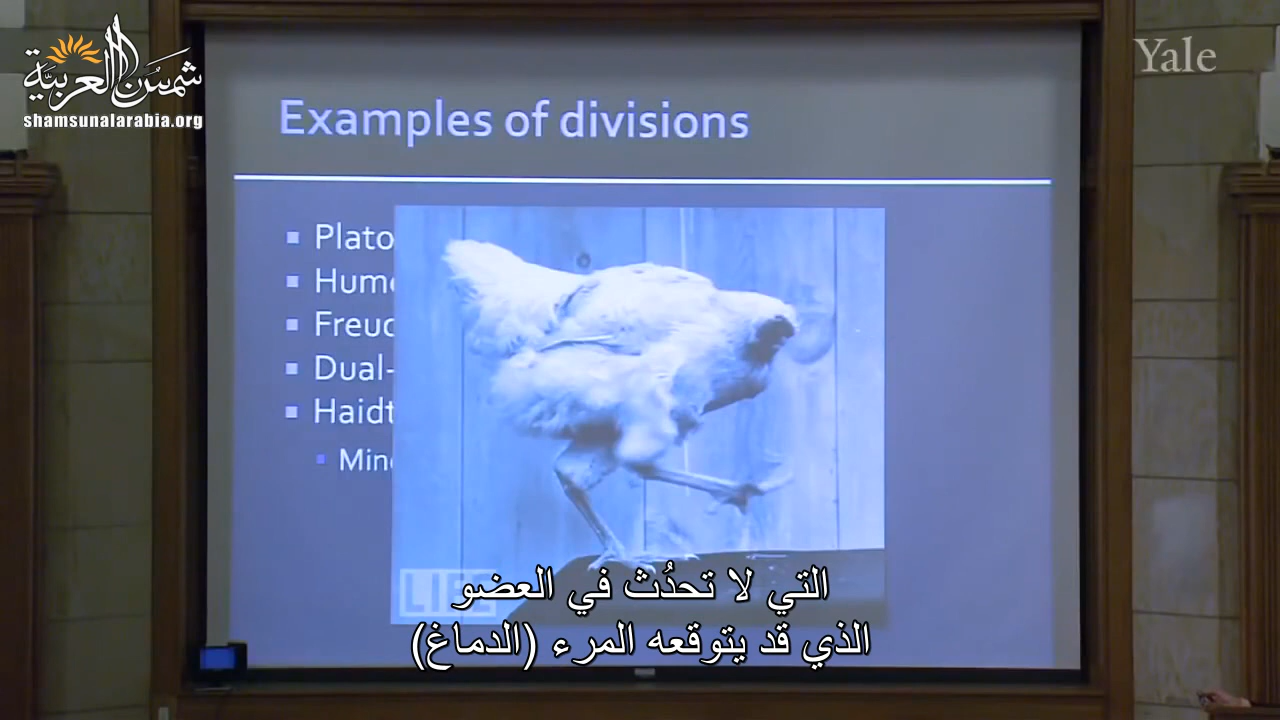 شمس العربية
shamsunalarabia.org
Yale
Examples of divisions
Plato
Hume
Freud
Dual-
Haidt
Mind
LIFE
التي لا تحدُث في العضو
الذي قد يتوقعه المرء (الدماغ)